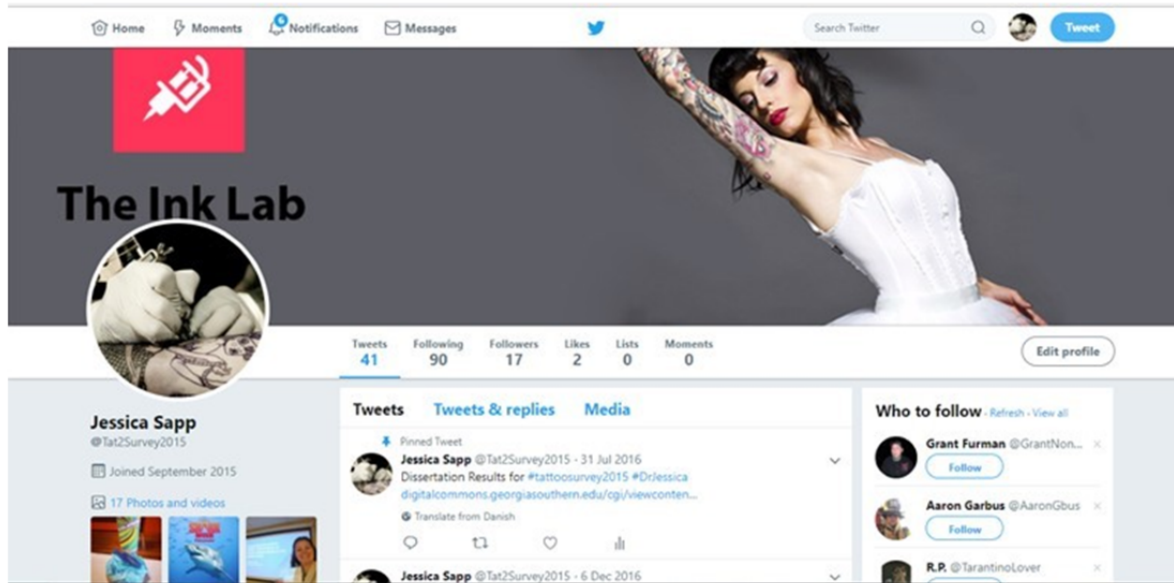 Home Moments 6 Notifications Messages Search Twitter Tweet
The Ink Lab
Tweets Following Followers Likes Lists Moments
41 90 17 2 0 0
Edit profile
Jessica Sapp
@Tat2Survey2015
Joined September 2015
17 Photos and videos
Tweets Tweets & replies Media
Pinned Tweet
Jessica Sapp @Tat2Survey2015 - 31 Jul 2016
Dissertation Results for #tattoosurvey2015 #DrJessica
digitalcommons.georgiasouthern.edu/cgi/viewconten...
Translate from Danish
Jessica Sapp @Tat2Survey2015 - 6 Dec 2016
Who to follow - Refresh - View all
Grant Furman @GrantNon... ×
Follow
Aaron Garbus @AaronGbus ×
Follow
R.P. @TarantinoLover ×